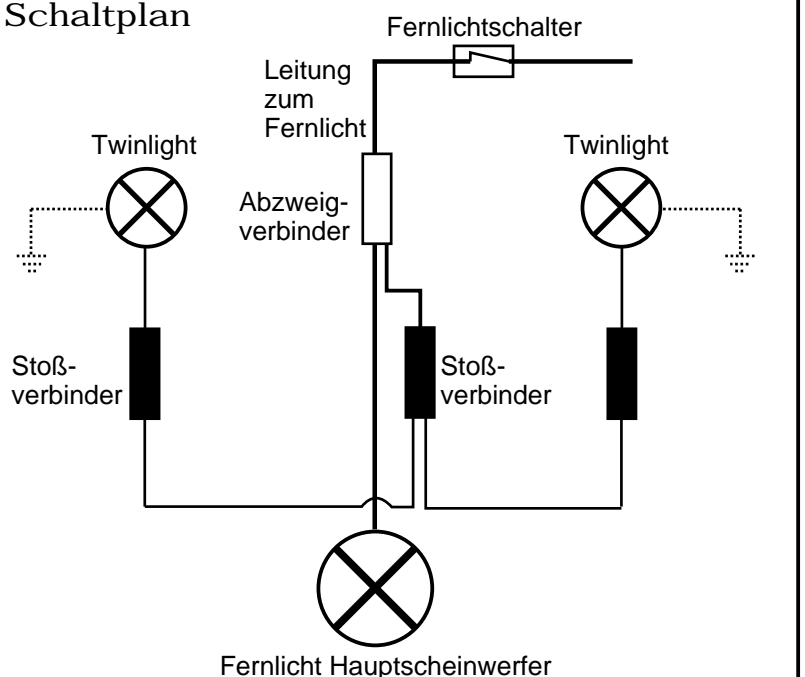 Schaltplan
Fernlichtschalter
Leitung
zum
Fernlicht
Twinlight
Twinlight
Abzweig-
verbinder
Stoß-
verbinder
Stoß-
verbinder
Fernlicht Hauptscheinwerfer